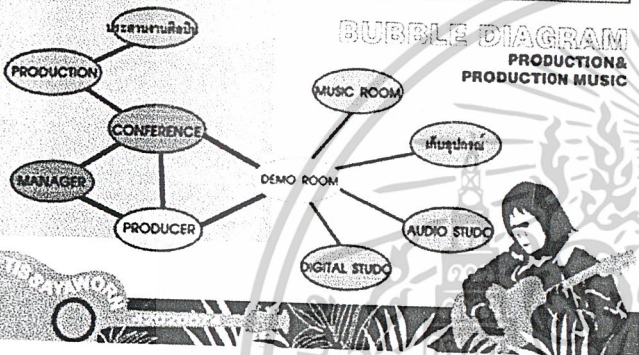 BUBBLE DIAGRAM
PRODUCTION&
PRODUCTION MUSIC
ประสานงานศิลปิน
PRODUCTION
CONFERENCE
MANAGER
PRODUCER
DEMO ROOM
MUSIC ROOM
เก็บอุปกรณ์
AUDIO STUDO
DIGITAL STUDO